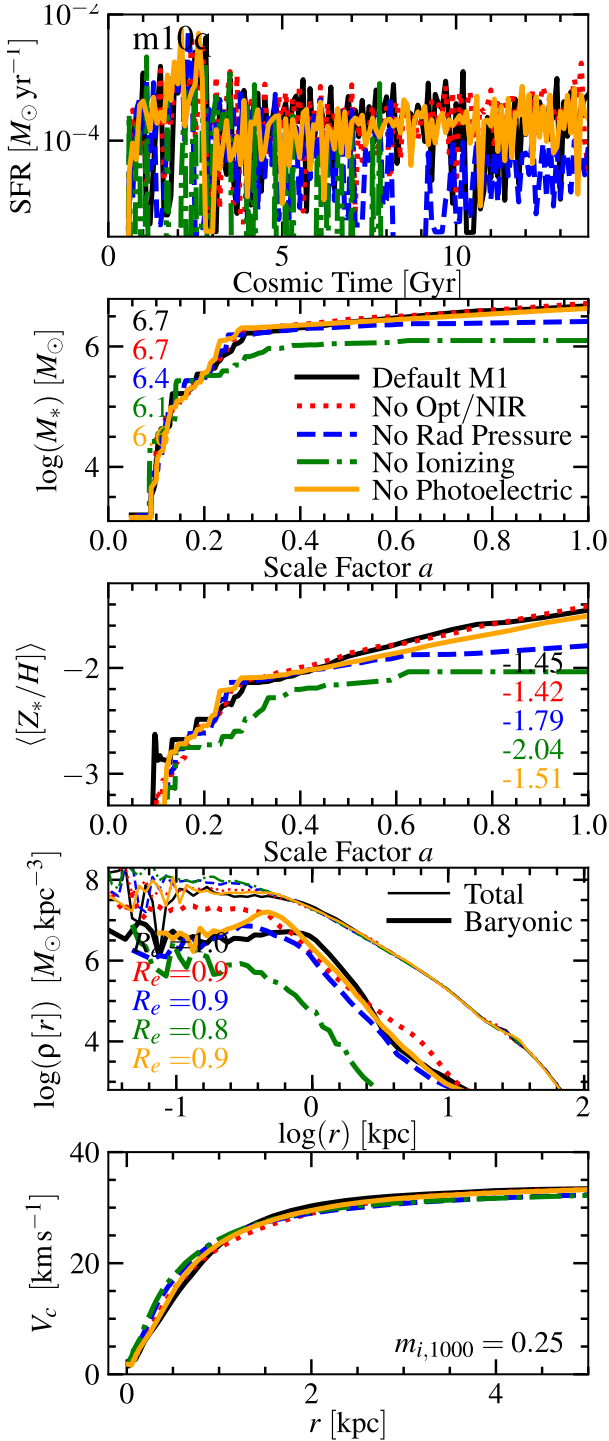 m10q
SFR [M⊙ yr⁻¹]
10⁻²
10⁻⁴
0 5 10
Cosmic Time [Gyr]
log(M*) [M⊙]
6
4
6.7
6.7
6.4
6.1
Default M1
No Opt/NIR
No Rad Pressure
No Ionizing
No Photoelectric
0.0 0.2 0.4 0.6 0.8 1.0
Scale Factor a
⟨[Z*/H]⟩
−2
−3
-1.45
-1.42
-1.79
-2.04
-1.51
0.0 0.2 0.4 0.6 0.8 1.0
Scale Factor a
log(ρ[r]) [M⊙ kpc⁻³]
8
6
4
Total
Baryonic
Rₑ=0.9
Rₑ=0.9
Rₑ=0.8
Rₑ=0.9
-1 0 1 2
log(r) [kpc]
V_c [km s⁻¹]
40
20
0
m_{i,1000} = 0.25
0 2 4
r [kpc]